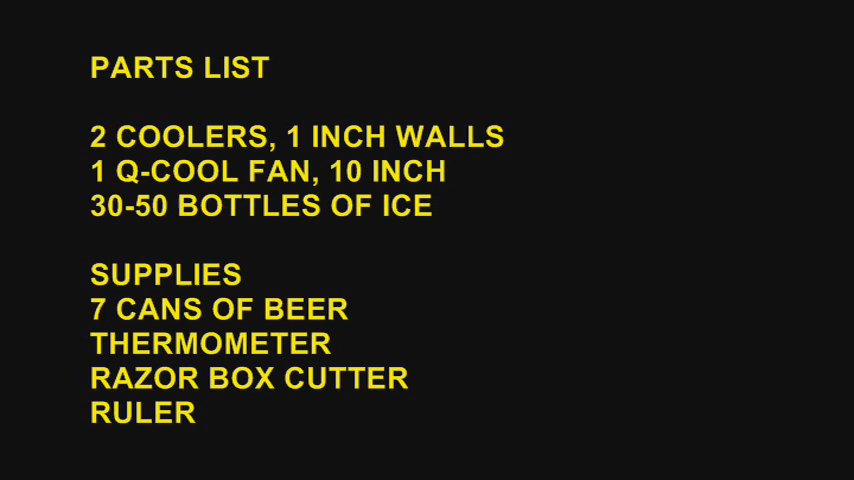 PARTS LIST
2 COOLERS, 1 INCH WALLS
1 Q-COOL FAN, 10 INCH
30-50 BOTTLES OF ICE
SUPPLIES
7 CANS OF BEER
THERMOMETER
RAZOR BOX CUTTER
RULER